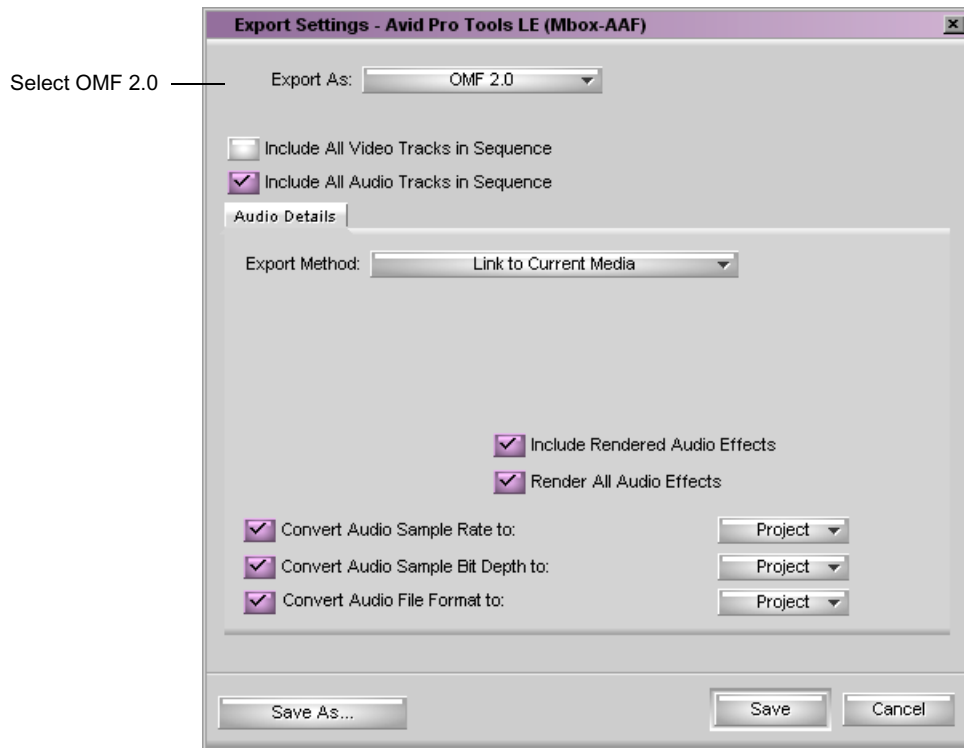 Export Settings - Avid Pro Tools LE (Mbox-AAF)
Select OMF 2.0
Export As: OMF 2.0
Include All Video Tracks in Sequence
Include All Audio Tracks in Sequence
Audio Details
Export Method: Link to Current Media
Include Rendered Audio Effects
Render All Audio Effects
Convert Audio Sample Rate to: Project
Convert Audio Sample Bit Depth to: Project
Convert Audio File Format to: Project
Save As... Save Cancel